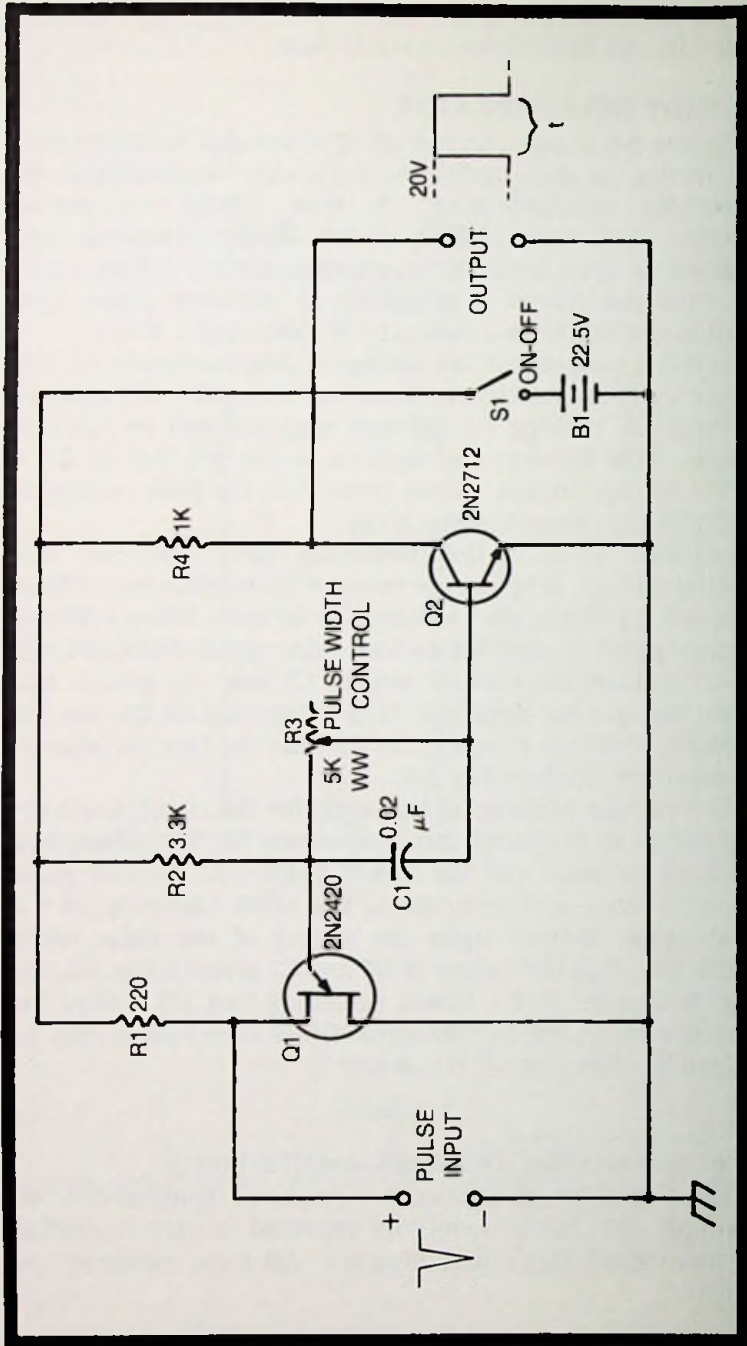 R1 220
R2 3.3K
R4 1K
20V
t
+
PULSE
INPUT
-
Q1
2N2420
C1
0.02
µF
R3
5K
WW
PULSE WIDTH
CONTROL
Q2
2N2712
OUTPUT
S1
ON-OFF
B1
22.5V